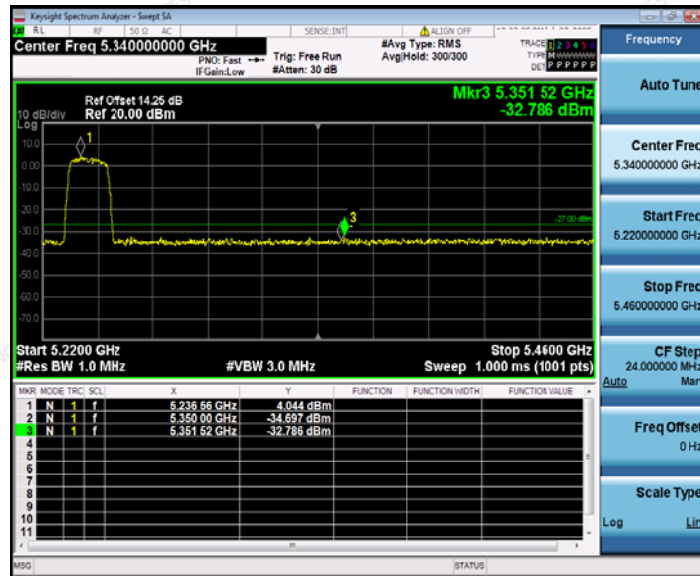 Keysight Spectrum Analyzer - Swept SA
RL RF 50 Ω AC SENSE:INT ALIGN OFF
Center Freq 5.340000000 GHz
PNO: Fast
IFGain:Low
Trig: Free Run
#Atten: 30 dB
#Avg Type: RMS
Avg|Hold: 300/300
TRACE 1 2 3 4 5 6
TYPE M
DET P P P P P P
Ref Offset 14.25 dB
10 dB/div Ref 20.00 dBm
Log
Mkr3 5.351 52 GHz
-32.786 dBm
10.0
0.00
-10.0
-20.0
-30.0
-40.0
-50.0
-60.0
-70.0
1
3
-27.00 dBm
Start 5.2200 GHz Stop 5.4600 GHz
#Res BW 1.0 MHz #VBW 3.0 MHz Sweep 1.000 ms (1001 pts)
MKR MODE TRC SCL X Y FUNCTION FUNCTION WIDTH FUNCTION VALUE
1 N 1 f 5.236 56 GHz 4.044 dBm
2 N 1 f 5.350 00 GHz -34.697 dBm
3 N 1 f 5.351 52 GHz -32.786 dBm
4
5
6
7
8
9
10
11
MSG STATUS
Frequency
Auto Tune
Center Freq
5.340000000 GHz
Start Freq
5.220000000 GHz
Stop Freq
5.460000000 GHz
CF Step
24.000000 MHz
Auto Man
Freq Offset
0 Hz
Scale Type
Log Lin